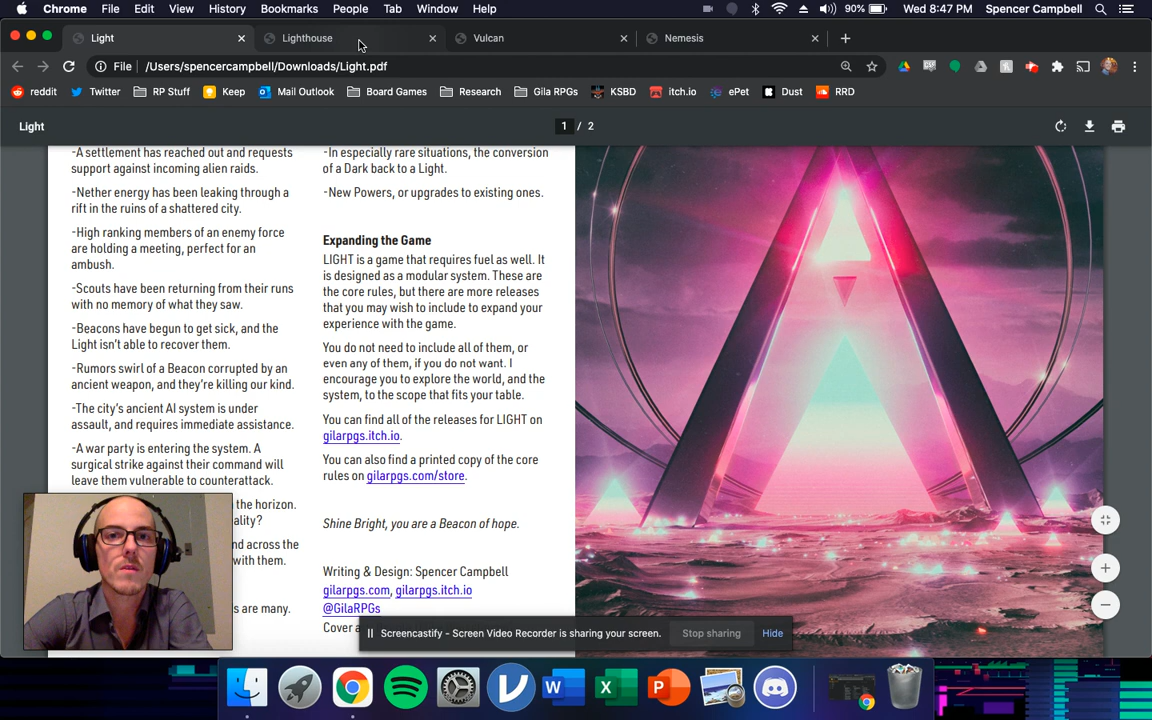 Chrome File Edit View History Bookmarks People Tab Window Help 90% Wed 8:47 PM Spencer Campbell
Light Lighthouse Vulcan Nemesis
File /Users/spencercampbell/Downloads/Light.pdf
reddit Twitter RP Stuff Keep Mail Outlook Board Games Research Gila RPGs KSBD itch.io ePet Dust RRD
Light 1 / 2
-A settlement has reached out and requests
support against incoming alien raids.
-Nether energy has been leaking through a
rift in the ruins of a shattered city.
-High ranking members of an enemy force
are holding a meeting, perfect for an
ambush.
-Scouts have been returning from their runs
with no memory of what they saw.
-Beacons have begun to get sick, and the
Light isn't able to recover them.
-Rumors swirl of a Beacon corrupted by an
ancient weapon, and they're killing our kind.
-The city's ancient AI system is under
assault, and requires immediate assistance.
-A war party is entering the system. A
surgical strike against their command will
leave them vulnerable to counterattack.
the horizon.
ality?
nd across the
with them.
s are many.
-In especially rare situations, the conversion
of a Dark back to a Light.
-New Powers, or upgrades to existing ones.
Expanding the Game
LIGHT is a game that requires fuel as well. It
is designed as a modular system. These are
the core rules, but there are more releases
that you may wish to include to expand your
experience with the game.
You do not need to include all of them, or
even any of them, if you do not want. I
encourage you to explore the world, and the
system, to the scope that fits your table.
You can find all of the releases for LIGHT on
gilarpgs.itch.io.
You can also find a printed copy of the core
rules on gilarpgs.com/store.
Shine Bright, you are a Beacon of hope.
Writing & Design: Spencer Campbell
gilarpgs.com, gilarpgs.itch.io
@GilaRPGs
Cover a
Screencastify - Screen Video Recorder is sharing your screen. Stop sharing Hide